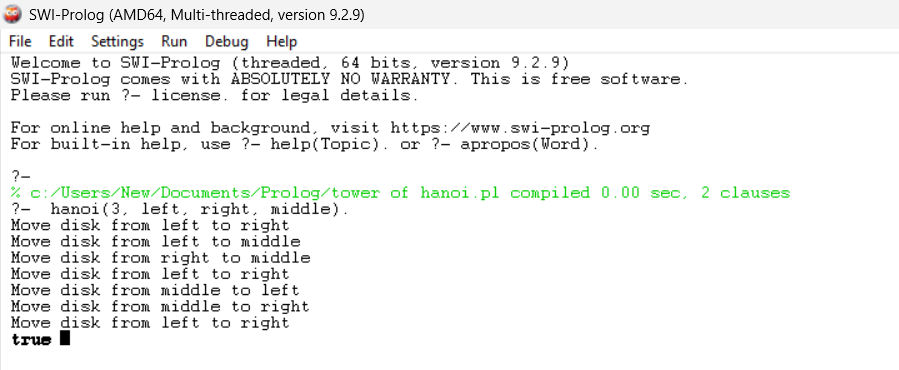 SWI-Prolog (AMD64, Multi-threaded, version 9.2.9)
File Edit Settings Run Debug Help
Welcome to SWI-Prolog (threaded, 64 bits, version 9.2.9)
SWI-Prolog comes with ABSOLUTELY NO WARRANTY. This is free software.
Please run ?- license. for legal details.
For online help and background, visit https://www.swi-prolog.org
For built-in help, use ?- help(Topic). or ?- apropos(Word).
?-
% c:/Users/New/Documents/Prolog/tower of hanoi.pl compiled 0.00 sec, 2 clauses
?-  hanoi(3, left, right, middle).
Move disk from left to right
Move disk from left to middle
Move disk from right to middle
Move disk from left to right
Move disk from middle to left
Move disk from middle to right
Move disk from left to right
true